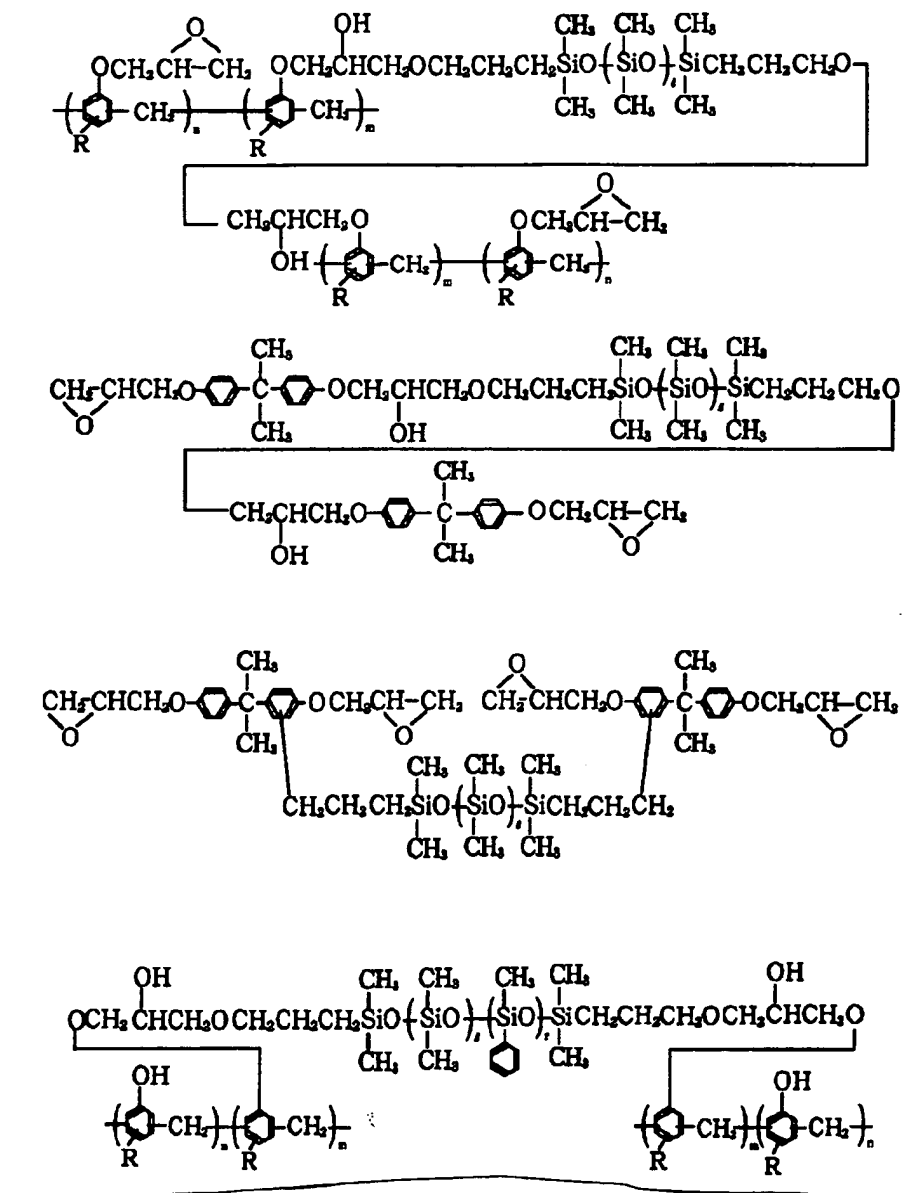 O OH CH₃ CH₃ CH₃
OCH₂CH–CH₂ OCH₂CHCH₂OCH₂CH₂CH₂SiO–(SiO)–SiCH₂CH₂CH₂O
–( –CH₂)ₙ –( –CH₂)ₘ CH₃ CH₃ CH₃
R R
O
CH₂CHCH₂O OCH₂CH–CH₂
OH –( –CH₂)ₘ –( –CH₂)ₙ
R R
CH₃ CH₃ CH₃ CH₃
CH₂–CHCH₂O– –C– –OCH₂CHCH₂OCH₂CH₂CH₂SiO–(SiO)–SiCH₂CH₂CH₂O
O CH₃ OH CH₃ CH₃ CH₃
CH₃
CH₂CHCH₂O– –C– –OCH₂CH–CH₂
OH CH₃ O
CH₃ O CH₃
CH₂–CHCH₂O– –C– –OCH₂CH–CH₂ CH₂–CHCH₂O– –C– –OCH₂CH–CH₂
O CH₃ O CH₃ O
CH₃ CH₃ CH₃
CH₂CH₂CH₂SiO–(SiO)–SiCH₂CH₂CH₂
CH₃ CH₃ CH₃
OH CH₃ CH₃ CH₃ CH₃ OH
OCH₂CHCH₂OCH₂CH₂CH₂SiO–(SiO)–(SiO)–SiCH₂CH₂CH₂OCH₂CHCH₂O
CH₃ CH₃ CH₃
OH OH
–( –CH₂)ₙ–( –CH₂)ₘ –( –CH₂)ₘ–( –CH₂)ₙ
R R R R